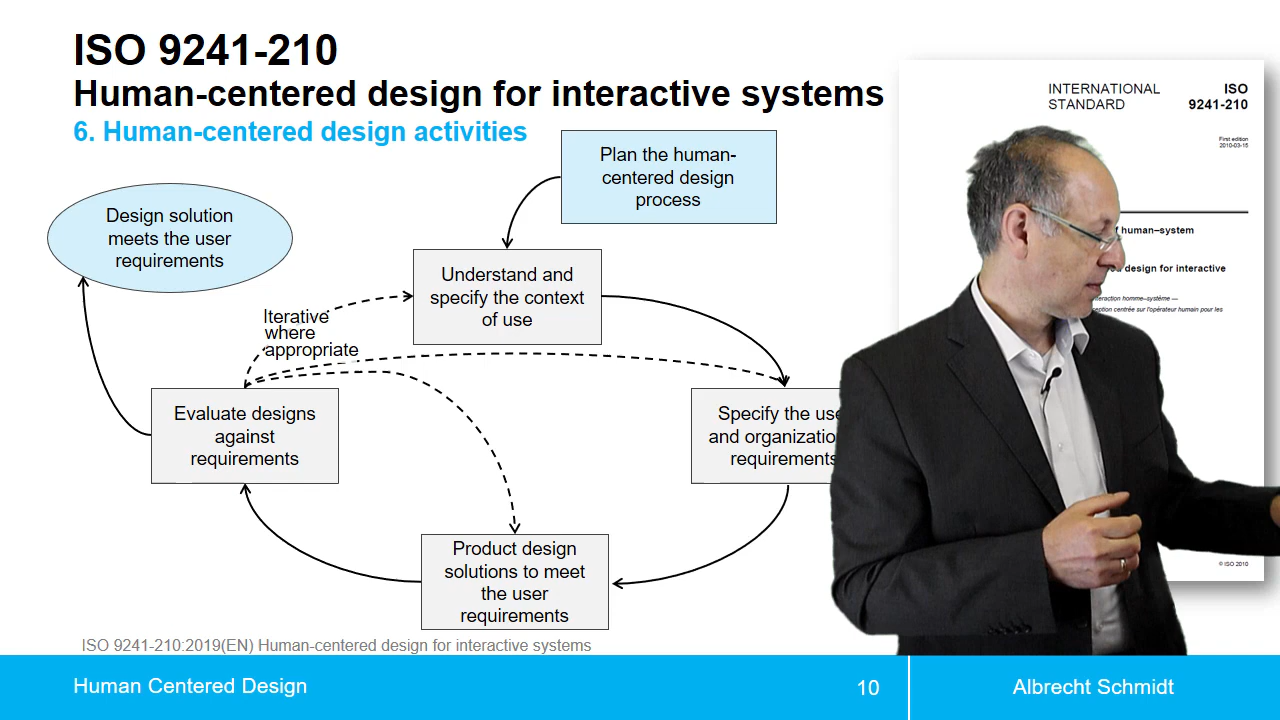 ISO 9241-210
Human-centered design for interactive systems
6. Human-centered design activities
Plan the human-
centered design
process
Design solution
meets the user
requirements
Understand and
specify the context
of use
Iterative
where
appropriate
Evaluate designs
against
requirements
Specify the use
and organizatio
requirements
Product design
solutions to meet
the user
requirements
ISO 9241-210:2019(EN) Human-centered design for interactive systems
INTERNATIONAL
STANDARD
ISO
9241-210
First edition
2010-03-15
human–system
design for interactive
interaction homme–système —
ception centrée sur l'opérateur humain pour les
© ISO 2010
Human Centered Design
10
Albrecht Schmidt